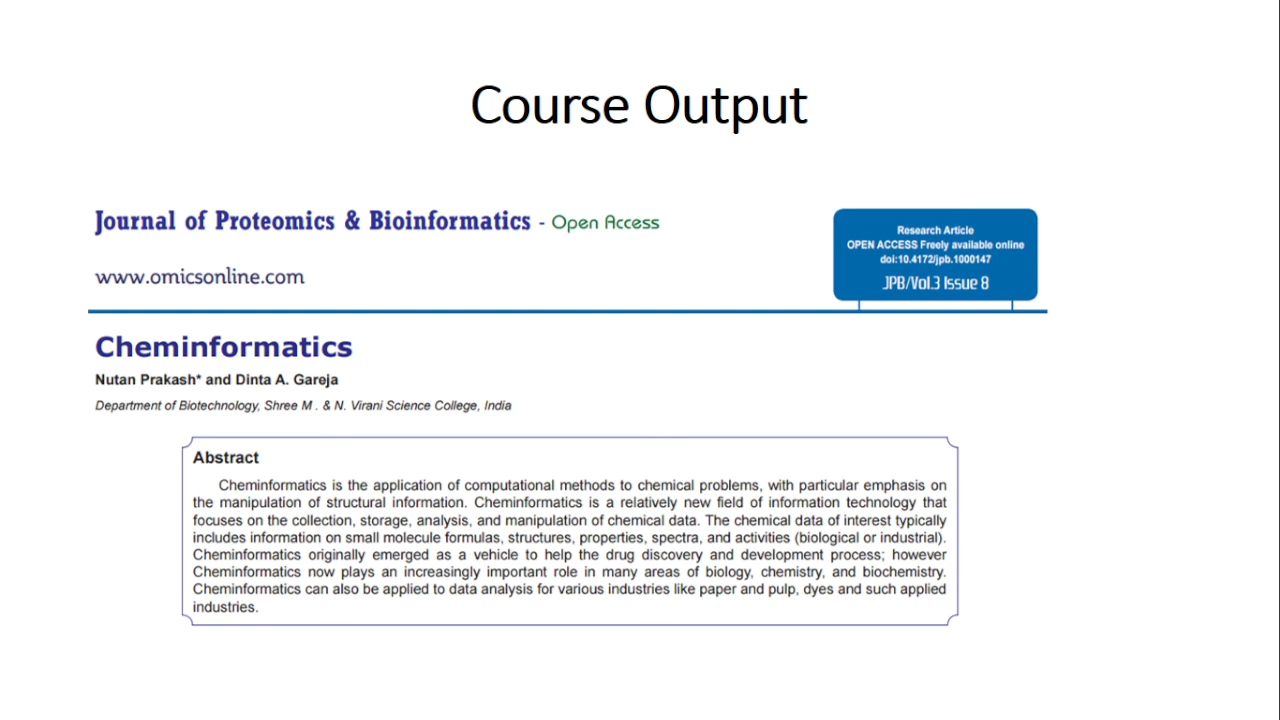 Course Output
Journal of Proteomics & Bioinformatics - Open Access
www.omicsonline.com
Research Article
OPEN ACCESS Freely available online
doi:10.4172/jpb.1000147
JPB/Vol.3 Issue 8
Cheminformatics
Nutan Prakash* and Dinta A. Gareja
Department of Biotechnology, Shree M . & N. Virani Science College, India
Abstract
Cheminformatics is the application of computational methods to chemical problems, with particular emphasis on
the manipulation of structural information. Cheminformatics is a relatively new field of information technology that
focuses on the collection, storage, analysis, and manipulation of chemical data. The chemical data of interest typically
includes information on small molecule formulas, structures, properties, spectra, and activities (biological or industrial).
Cheminformatics originally emerged as a vehicle to help the drug discovery and development process; however
Cheminformatics now plays an increasingly important role in many areas of biology, chemistry, and biochemistry.
Cheminformatics can also be applied to data analysis for various industries like paper and pulp, dyes and such applied
industries.